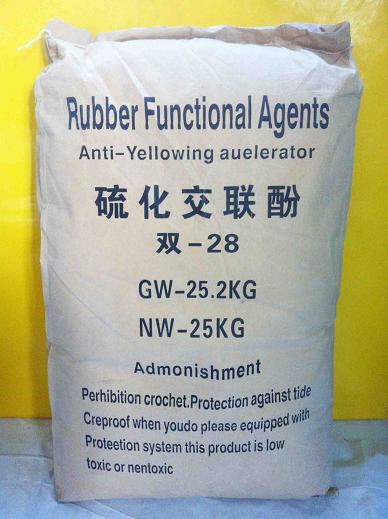 Rubber Functional Agents
Anti-Yellowing auelerator
硫化交联酚
双-28
GW-25.2KG
NW-25KG
Admonishment
Perhibition crochet.Protection against tide
Creproof when youdo please equipped with
Proteetion system this product is low
toxic or nentoxic